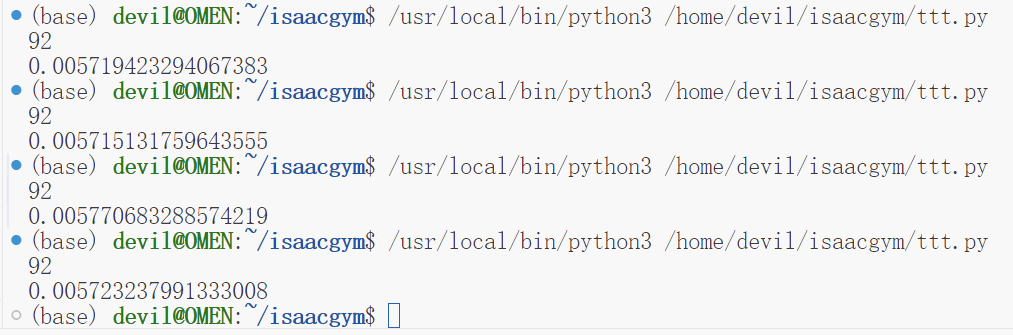 (base) devil@OMEN:~/isaacgym$ /usr/local/bin/python3 /home/devil/isaacgym/ttt.py
92
0.005719423294067383
(base) devil@OMEN:~/isaacgym$ /usr/local/bin/python3 /home/devil/isaacgym/ttt.py
92
0.005715131759643555
(base) devil@OMEN:~/isaacgym$ /usr/local/bin/python3 /home/devil/isaacgym/ttt.py
92
0.005770683288574219
(base) devil@OMEN:~/isaacgym$ /usr/local/bin/python3 /home/devil/isaacgym/ttt.py
92
0.005723237991333008
(base) devil@OMEN:~/isaacgym$